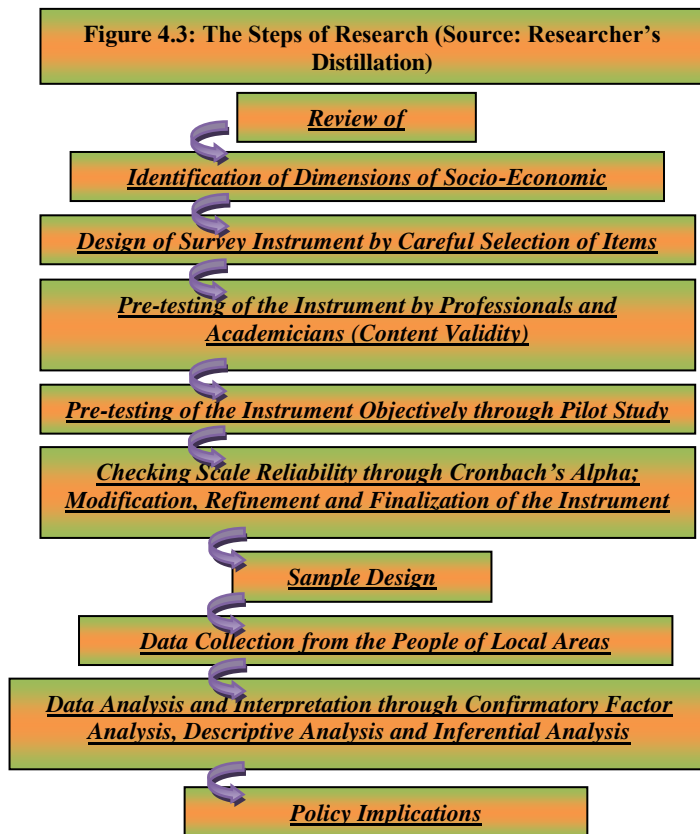 Figure 4.3: The Steps of Research (Source: Researcher's
Distillation)
Review of
Identification of Dimensions of Socio-Economic
Design of Survey Instrument by Careful Selection of Items
Pre-testing of the Instrument by Professionals and
Academicians (Content Validity)
Pre-testing of the Instrument Objectively through Pilot Study
Checking Scale Reliability through Cronbach's Alpha;
Modification, Refinement and Finalization of the Instrument
Sample Design
Data Collection from the People of Local Areas
Data Analysis and Interpretation through Confirmatory Factor
Analysis, Descriptive Analysis and Inferential Analysis
Policy Implications